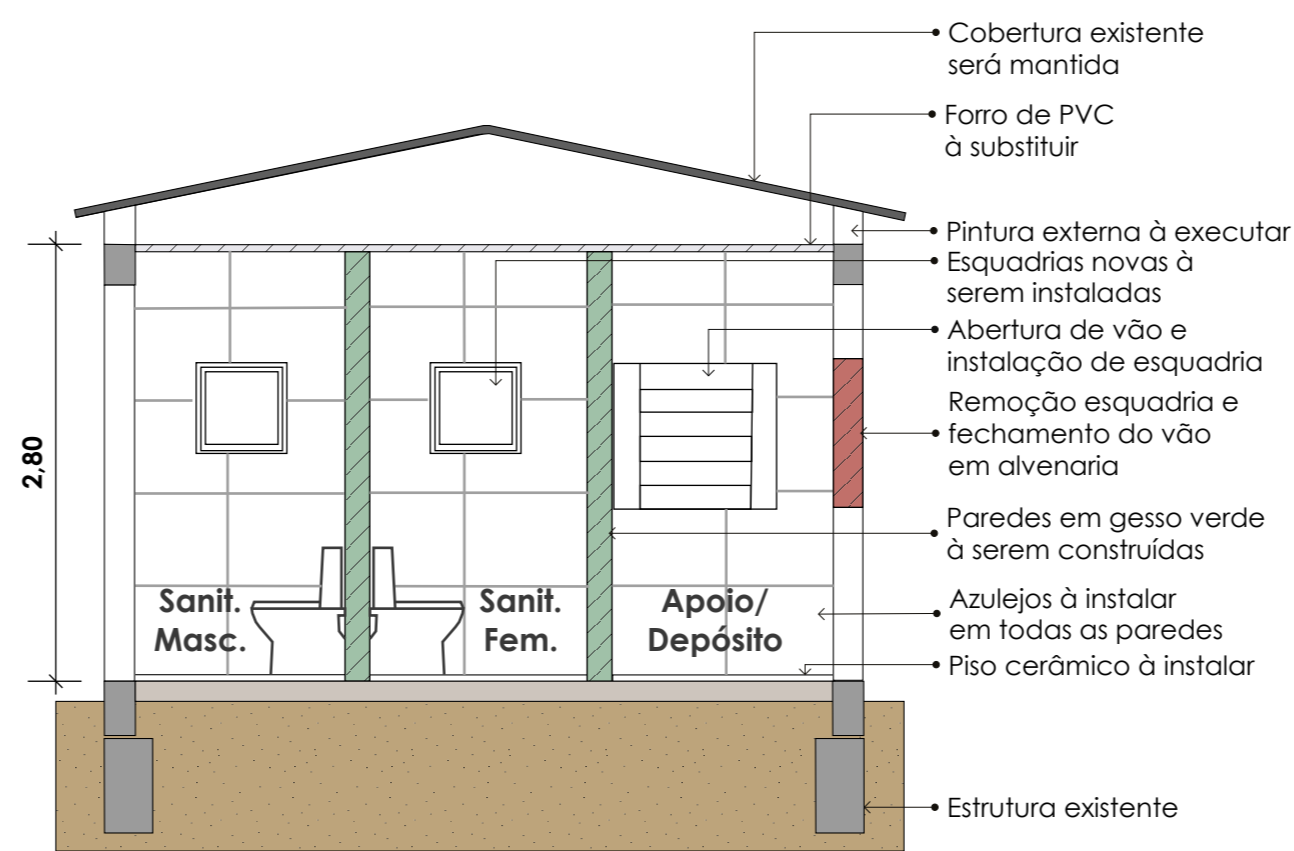 Cobertura existente
será mantida
Forro de PVC
à substituir
Pintura externa à executar
Esquadrias novas à
serem instaladas
Abertura de vão e
instalação de esquadria
Remoção esquadria e
fechamento do vão
em alvenaria
Paredes em gesso verde
à serem construídas
Azulejos à instalar
em todas as paredes
Piso cerâmico à instalar
Estrutura existente
2,80
Sanit.
Masc.
Sanit.
Fem.
Apoio/
Depósito